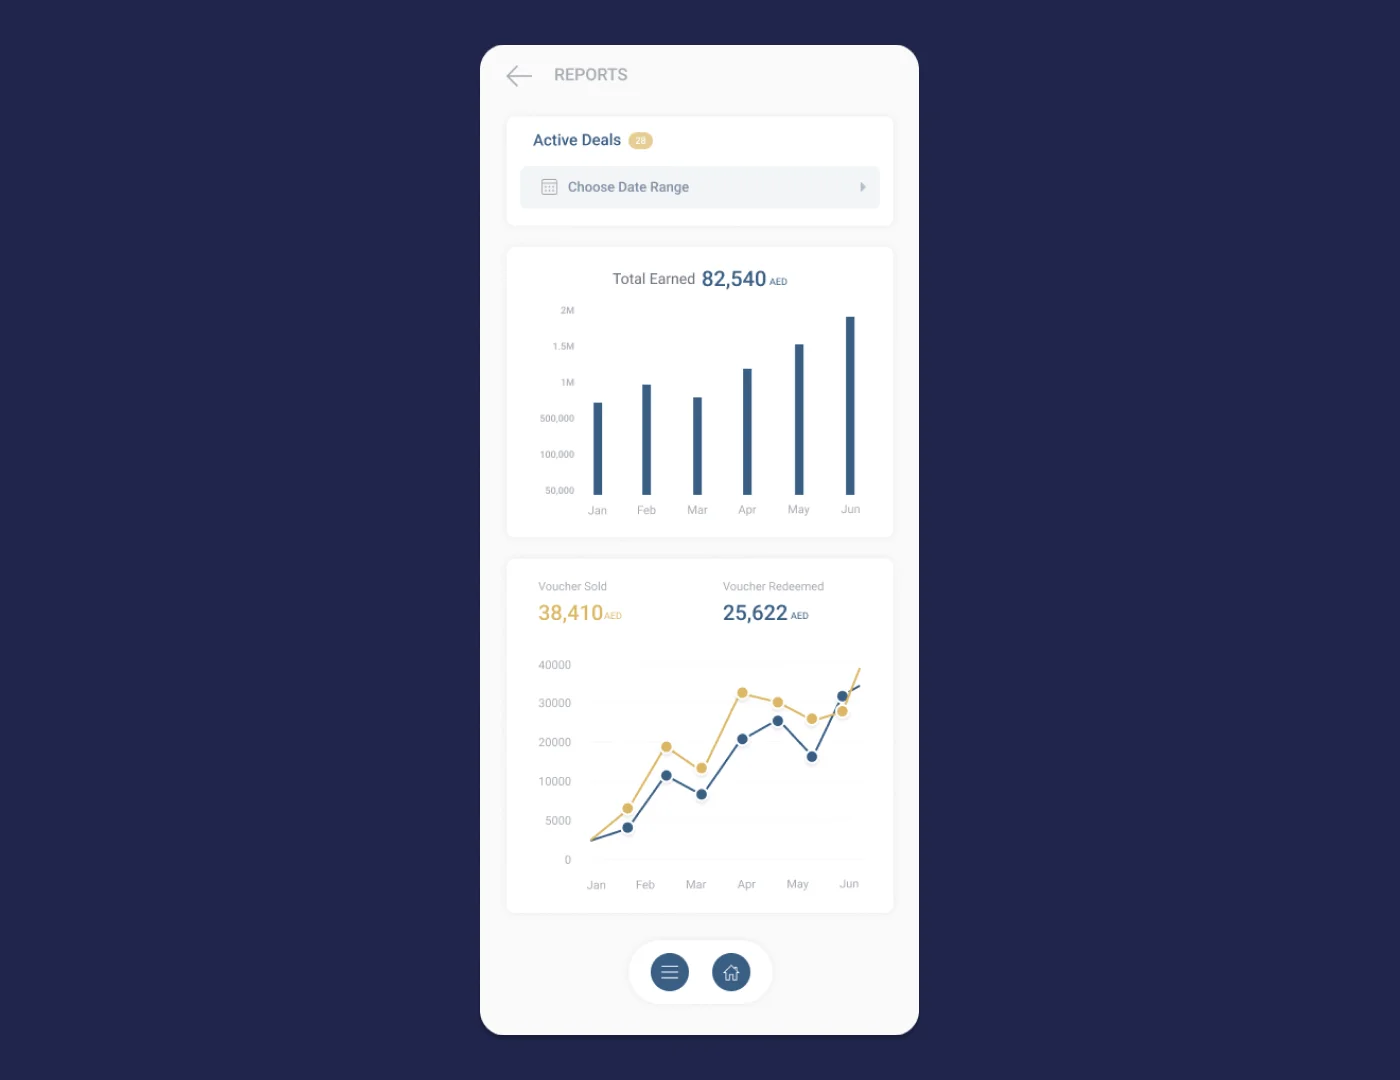 REPORTS
Active Deals 28
Choose Date Range
Total Earned 82,540 AED
2M
1.5M
1M
500,000
100,000
50,000
Jan Feb Mar Apr May Jun
Voucher Sold Voucher Redeemed
38,410 AED 25,622 AED
40000
30000
20000
10000
5000
0
Jan Feb Mar Apr May Jun